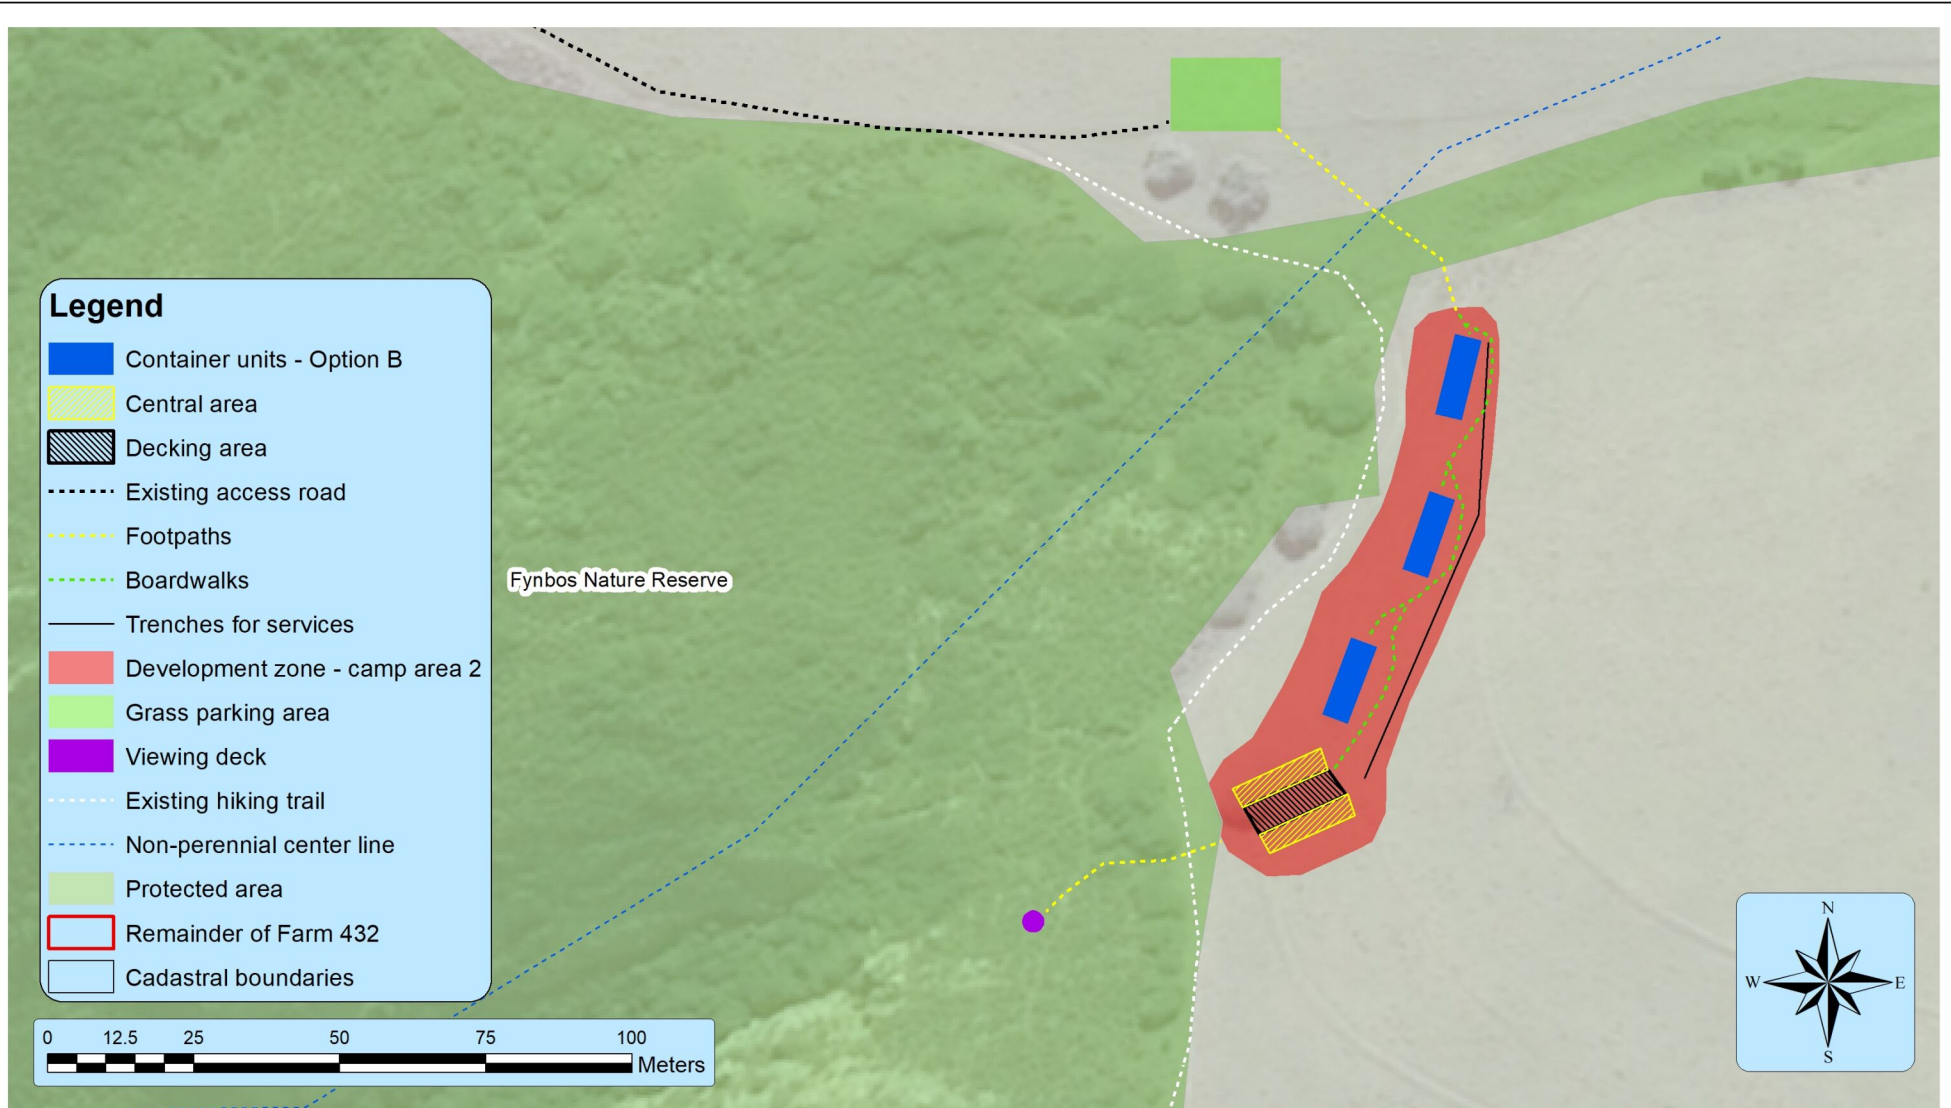 Legend
Container units - Option B
Central area
Decking area
Existing access road
Footpaths
Boardwalks
Trenches for services
Development zone - camp area 2
Grass parking area
Viewing deck
Existing hiking trail
Non-perennial center line
Protected area
Remainder of Farm 432
Cadastral boundaries
Fynbos Nature Reserve
0 12.5 25 50 75 100
Meters
N
W E
S